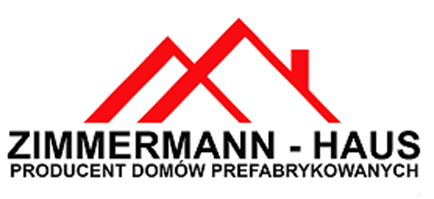 ZIMMERMANN - HAUS
PRODUCENT DOMÓW PREFABRYKOWANYCH